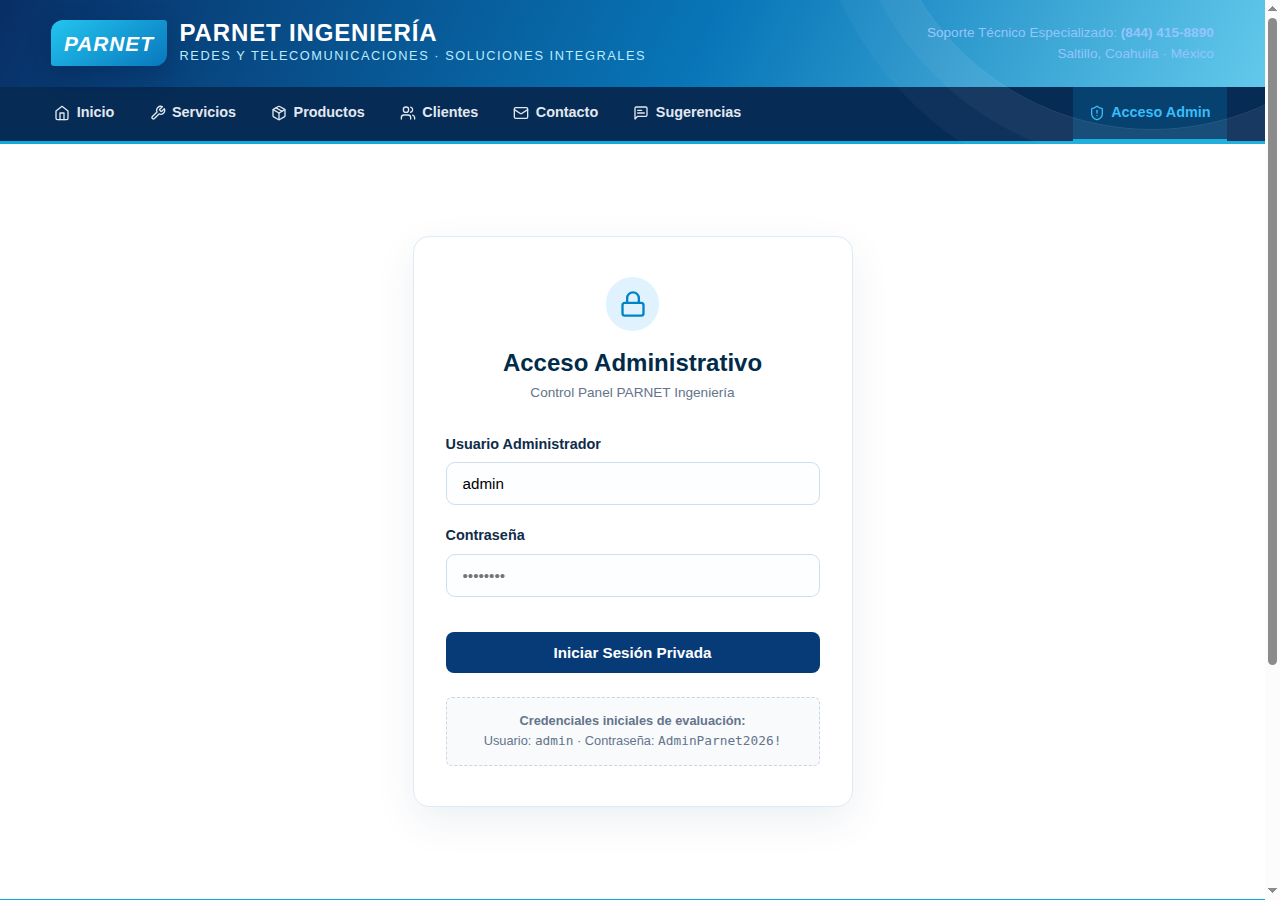 PARNET
PARNET INGENIERÍA
REDES Y TELECOMUNICACIONES · SOLUCIONES INTEGRALES
Soporte Técnico Especializado: (844) 415-8890
Saltillo, Coahuila · México
Inicio
Servicios
Productos
Clientes
Contacto
Sugerencias
Acceso Admin
Acceso Administrativo
Control Panel PARNET Ingeniería
Usuario Administrador
admin
Contraseña
••••••••
Iniciar Sesión Privada
Credenciales iniciales de evaluación:
Usuario: admin · Contraseña: AdminParnet2026!